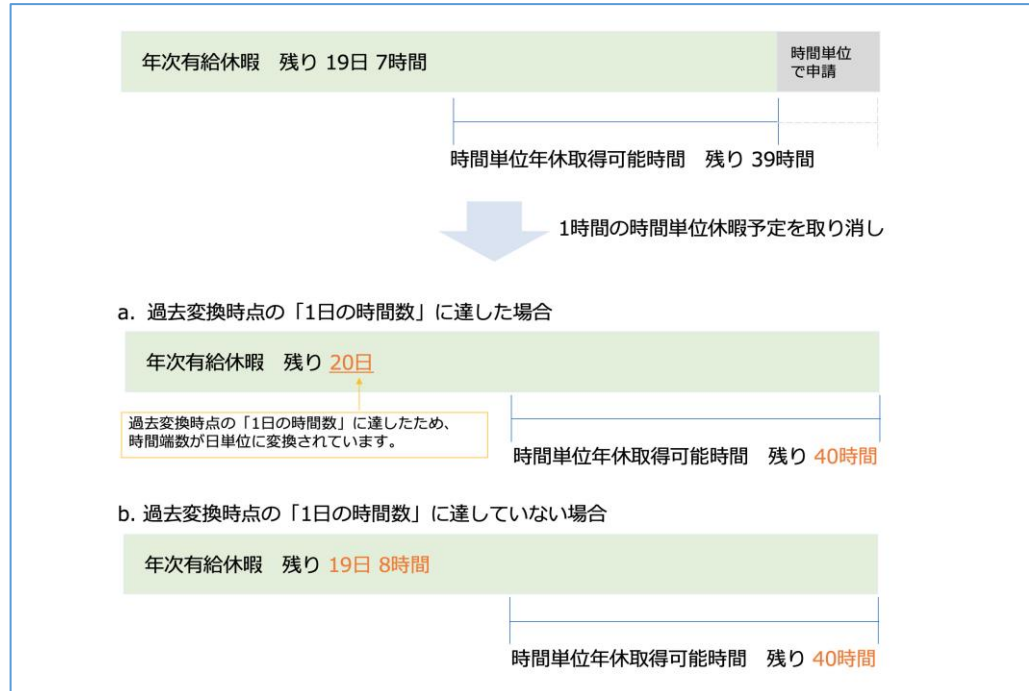 年次有給休暇　残り 19日 7時間
時間単位
で申請
時間単位年休取得可能時間　残り 39時間
1時間の時間単位休暇予定を取り消し
a. 過去変換時点の「1日の時間数」に達した場合
年次有給休暇　残り 20日
過去変換時点の「1日の時間数」に達したため、
時間端数が日単位に変換されています。
時間単位年休取得可能時間　残り 40時間
b. 過去変換時点の「1日の時間数」に達していない場合
年次有給休暇　残り 19日 8時間
時間単位年休取得可能時間　残り 40時間